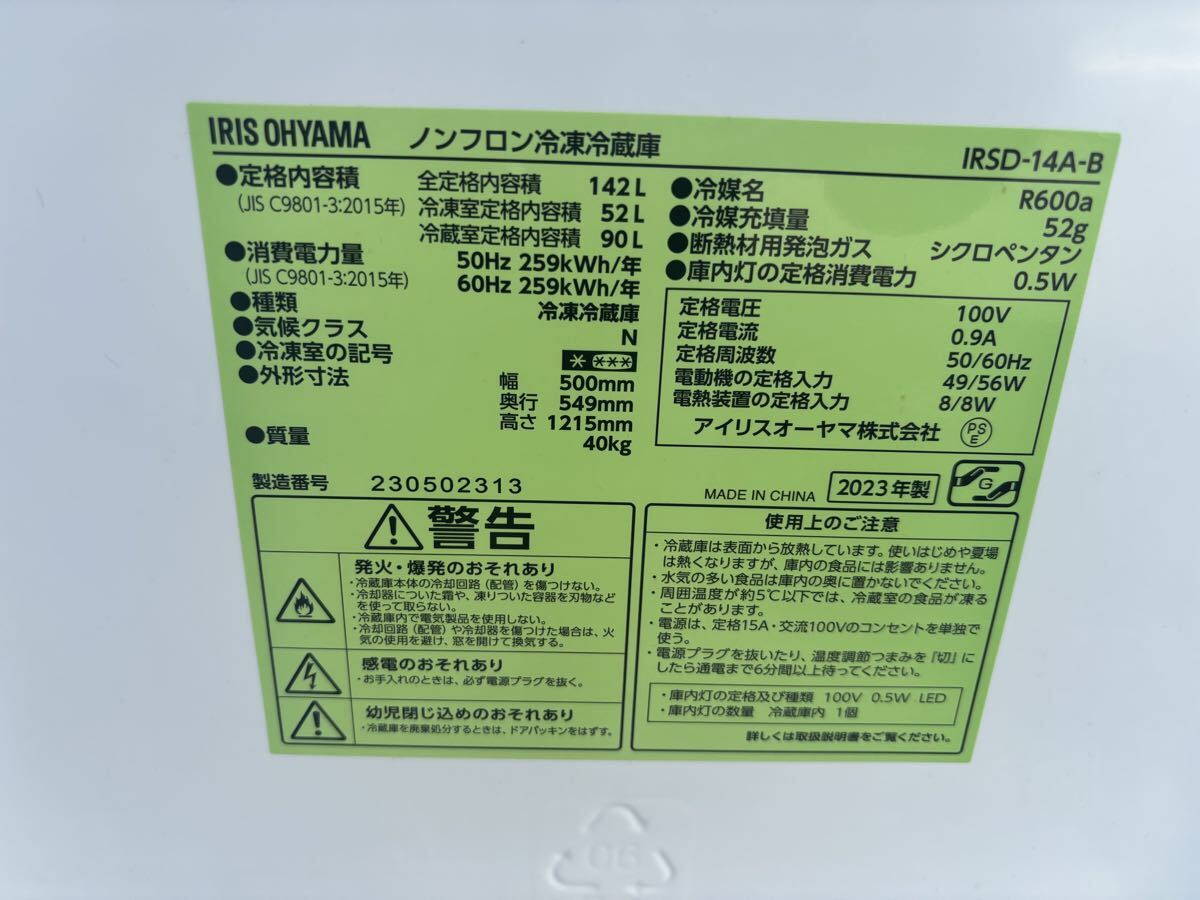 IRIS OHYAMA ノンフロン冷凍冷蔵庫 IRSD-14A-B
●定格内容積 全定格内容積 142L
(JIS C9801-3:2015年) 冷凍室定格内容積 52L
冷蔵室定格内容積 90L
●消費電力量 50Hz 259kWh/年
(JIS C9801-3:2015年) 60Hz 259kWh/年
●種類 冷凍冷蔵庫
●気候クラス N
●冷凍室の記号 * ***
●外形寸法 幅 500mm
奥行 549mm
高さ 1215mm
●質量 40kg
●冷媒名 R600a
●冷媒充填量 52g
●断熱材用発泡ガス シクロペンタン
●庫内灯の定格消費電力 0.5W
定格電圧 100V
定格電流 0.9A
定格周波数 50/60Hz
電動機の定格入力 49/56W
電熱装置の定格入力 8/8W
アイリスオーヤマ株式会社 PSE
製造番号 230502313
MADE IN CHINA 2023年製 G
警告
発火・爆発のおそれあり
・冷蔵庫本体の冷却回路(配管)を傷つけない。
・冷却器についた霜や、凍りついた容器を刃物など
を使って取らない。
・冷蔵庫内で電気製品を使用しない。
・冷却回路(配管)や冷却器を傷つけた場合は、火
気の使用を避け、窓を開けて換気する。
感電のおそれあり
・お手入れのときは、必ず電源プラグを抜く。
幼児閉じ込めのおそれあり
・冷蔵庫を廃棄処分するときは、ドアパッキンをはずす。
使用上のご注意
・冷蔵庫は表面から放熱しています。使いはじめや夏場
は熱くなりますが、庫内の食品には影響ありません。
・水気の多い食品は庫内の奥に置かないでください。
・周囲温度が約5℃以下では、冷蔵室の食品が凍る
ことがあります。
・電源は、定格15A・交流100Vのコンセントを単独で
使う。
・電源プラグを抜いたり、温度調節つまみを『切』に
したら通電まで6分間以上待ってください。
・庫内灯の定格及び種類 100V 0.5W LED
・庫内灯の数量 冷蔵庫内 1個
詳しくは取扱説明書をご覧ください。
06